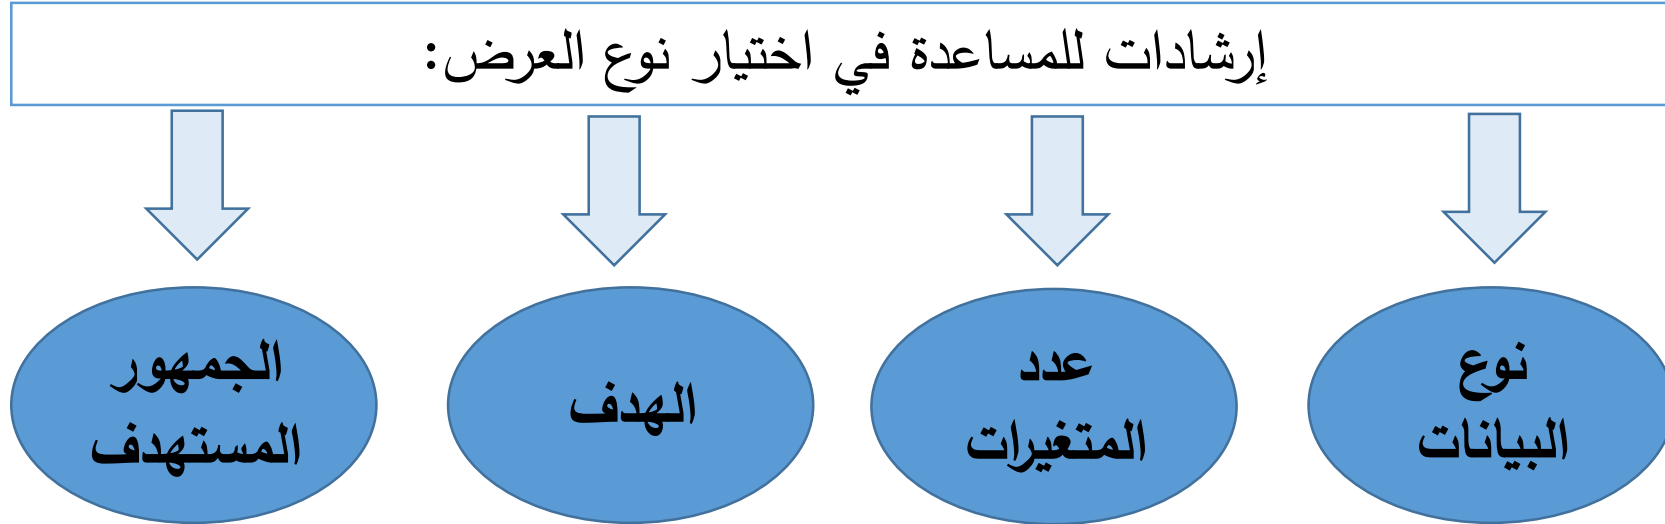 إرشادات للمساعدة في اختيار نوع العرض:
نوع
البيانات
عدد
المتغيرات
الهدف
الجمهور
المستهدف